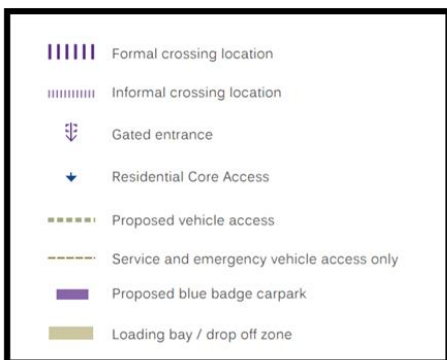 Formal crossing location
Informal crossing location
Gated entrance
Residential Core Access
Proposed vehicle access
Service and emergency vehicle access only
Proposed blue badge carpark
Loading bay / drop off zone